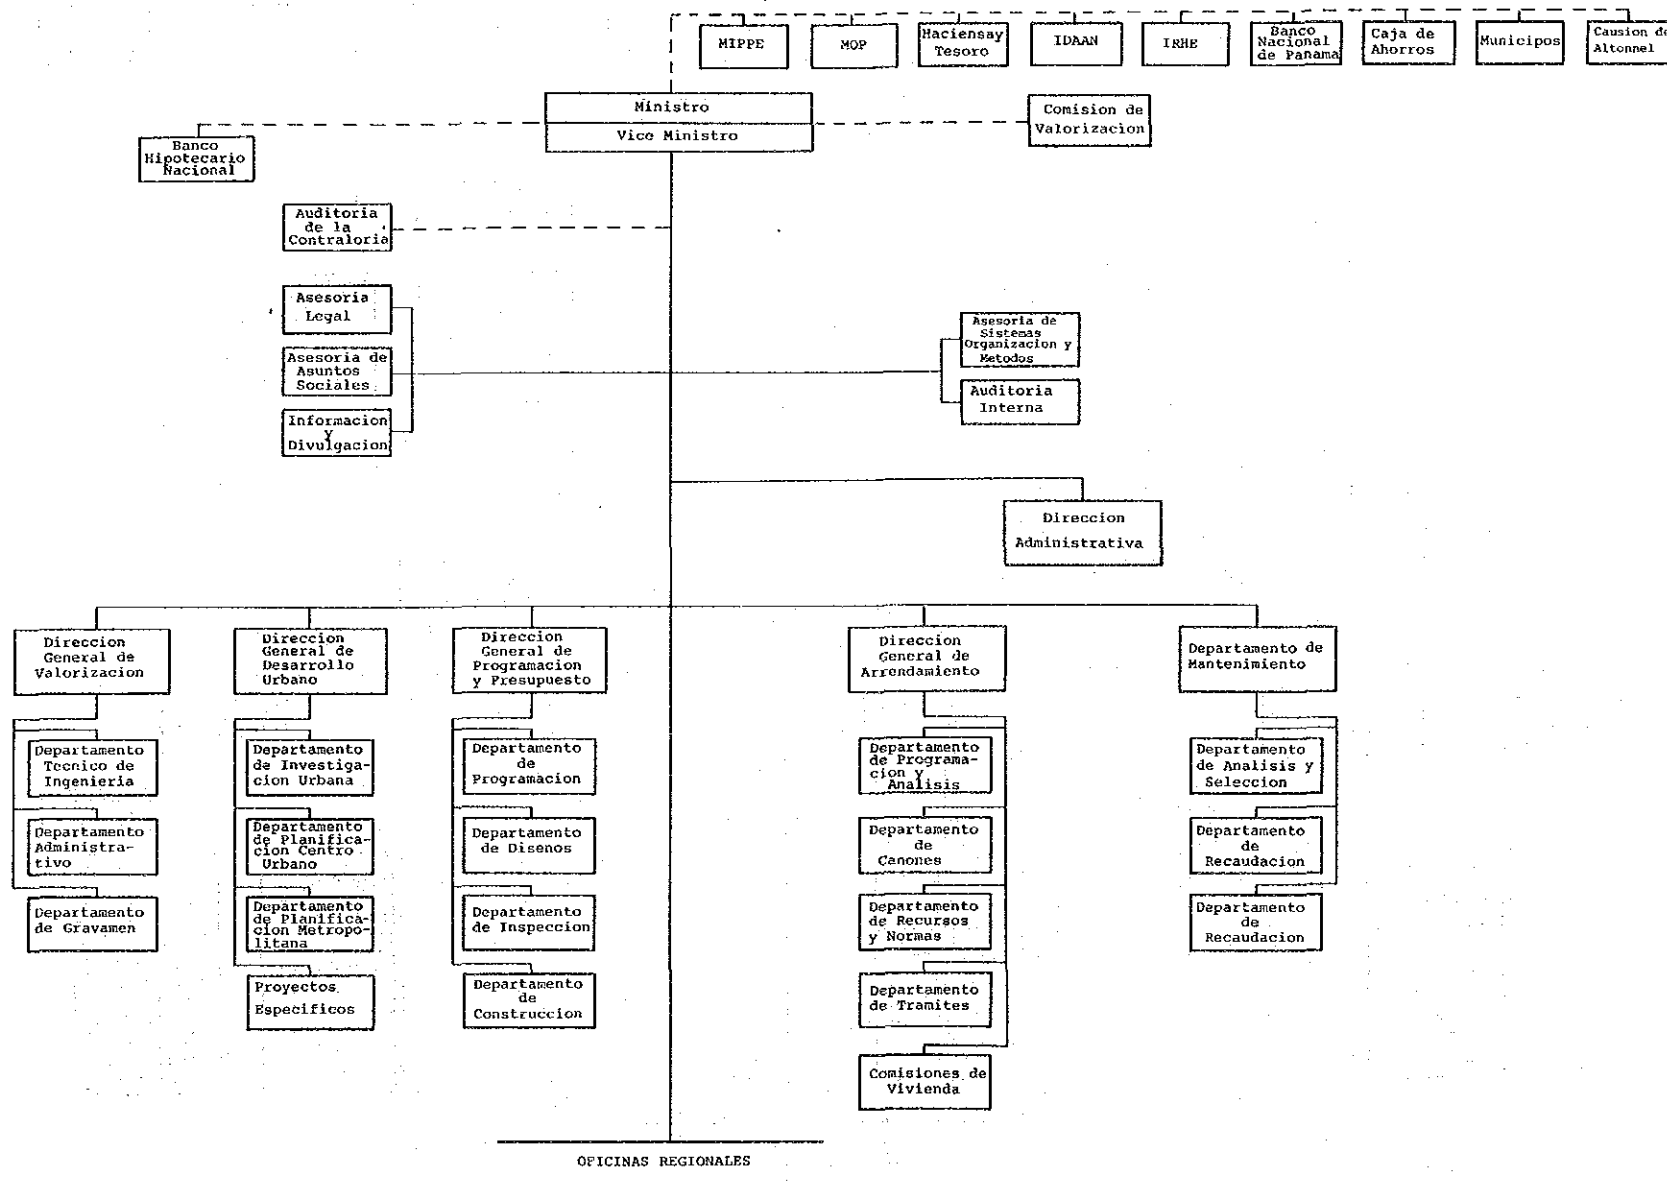 MIPPE
MOP
Haciensay
Tesoro
IDAAN
IRHE
Banco
Nacional
de Panama
Caja de
Ahorros
Municipos
Causion de
Altonnel
Ministro
Vice Ministro
Comision de
Valorizacion
Banco
Hipotecario
Nacional
Auditoria
de la
Contraloria
Asesoria
Legal
Asesoria de
Asuntos
Sociales
Informacion
y
Divulgacion
Asesoria de
Sistemas
Organizacion y
Metodos
Auditoria
Interna
Direccion
Administrativa
Direccion
General de
Valorizacion
Direccion
General de
Desarrollo
Urbano
Direccion
General de
Programacion
y Presupuesto
Direccion
General de
Arrendamiento
Departamento de
Mantenimiento
Departamento
Tecnico de
Ingenieria
Departamento
Administra-
tivo
Departamento
de Gravamen
Departamento
de Investiga-
cion Urbana
Departamento
de Planifica-
cion Centro
Urbano
Departamento
de Planifica-
cion Metropo-
litana
Proyectos
Especificos
Departamento
de
Programacion
Departamento
de Disenos
Departamento
de Inspeccion
Departamento
de
Construccion
Departamento
de Programa-
cion y
Analisis
Departamento
de
Canones
Departamento
de Recursos
y Normas
Departamento
de Tramites
Comisiones de
Vivienda
Departamento
de Analisis y
Seleccion
Departamento
de
Recaudacion
Departamento
de
Recaudacion
OFICINAS REGIONALES